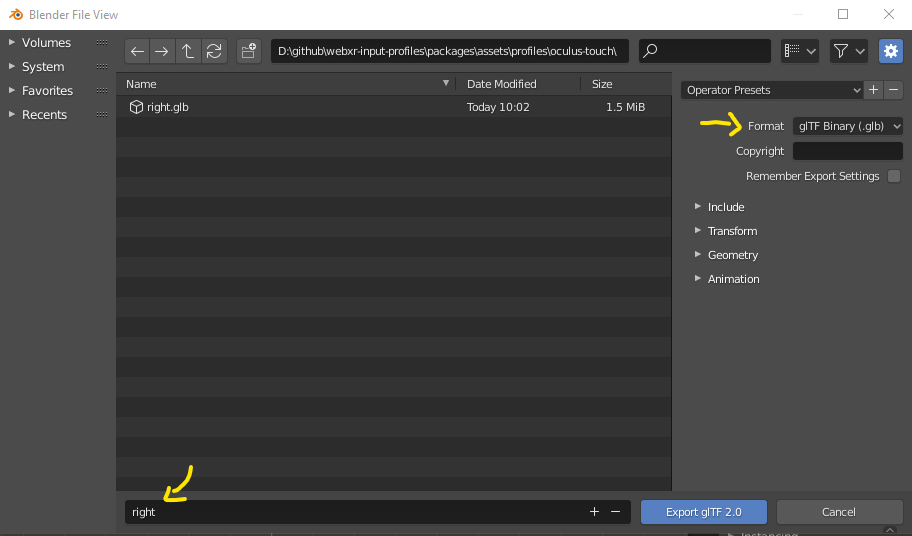 Blender File View
Volumes
System
Favorites
Recents
D:\github\webxr-input-profiles\packages\assets\profiles\oculus-touch\
Name Date Modified Size
right.glb Today 10:02 1.5 MiB
Operator Presets
Format glTF Binary (.glb)
Copyright
Remember Export Settings
Include
Transform
Geometry
Animation
right
Export glTF 2.0 Cancel
Instancing